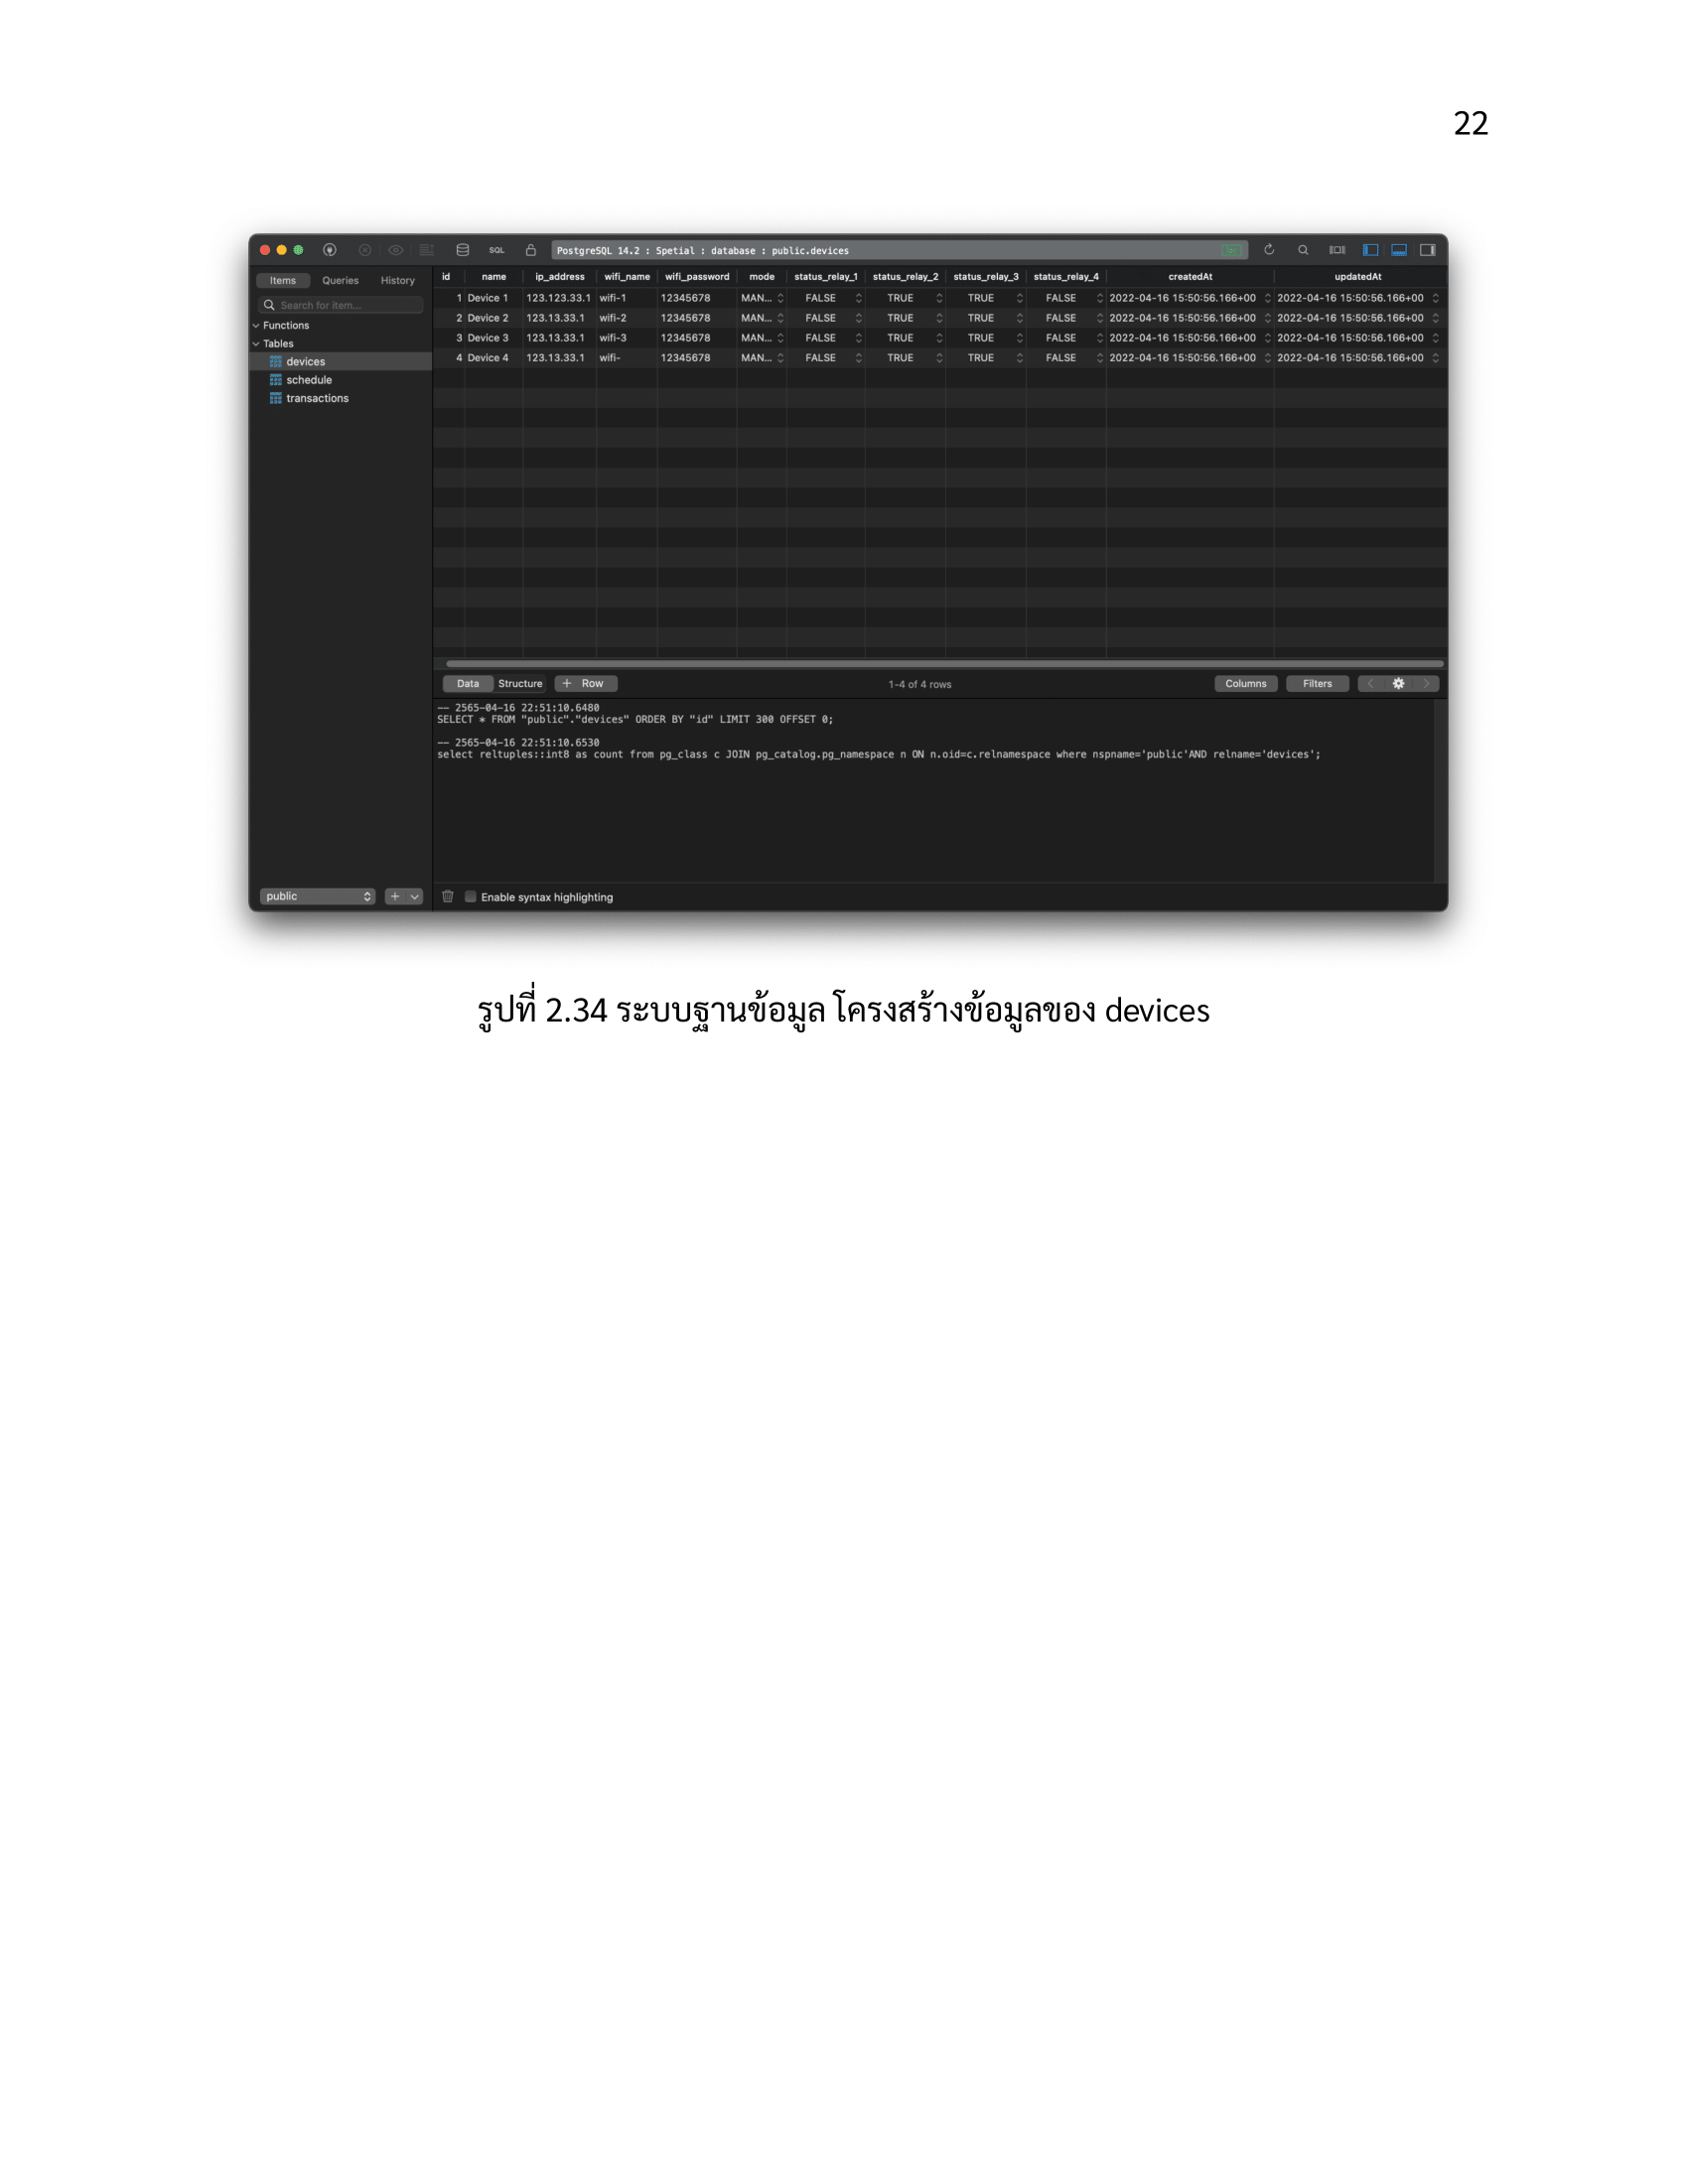 22
SQL PostgreSQL 14.2 : Spetial : database : public.devices
Items Queries History
Search for item...
Functions
Tables
devices
schedule
transactions
id name ip_address wifi_name wifi_password mode status_relay_1 status_relay_2 status_relay_3 status_relay_4 createdAt updatedAt
1 Device 1 123.123.33.1 wifi-1 12345678 MAN... FALSE TRUE TRUE FALSE 2022-04-16 15:50:56.166+00 2022-04-16 15:50:56.166+00
2 Device 2 123.13.33.1 wifi-2 12345678 MAN... FALSE TRUE TRUE FALSE 2022-04-16 15:50:56.166+00 2022-04-16 15:50:56.166+00
3 Device 3 123.13.33.1 wifi-3 12345678 MAN... FALSE TRUE TRUE FALSE 2022-04-16 15:50:56.166+00 2022-04-16 15:50:56.166+00
4 Device 4 123.13.33.1 wifi- 12345678 MAN... FALSE TRUE TRUE FALSE 2022-04-16 15:50:56.166+00 2022-04-16 15:50:56.166+00
Data Structure + Row 1-4 of 4 rows Columns Filters
-- 2565-04-16 22:51:10.6480
SELECT * FROM "public"."devices" ORDER BY "id" LIMIT 300 OFFSET 0;
-- 2565-04-16 22:51:10.6530
select reltuples::int8 as count from pg_class c JOIN pg_catalog.pg_namespace n ON n.oid=c.relnamespace where nspname='public'AND relname='devices';
public + Enable syntax highlighting
รูปที่ 2.34 ระบบฐานข้อมูล โครงสร้างข้อมูลของ devices